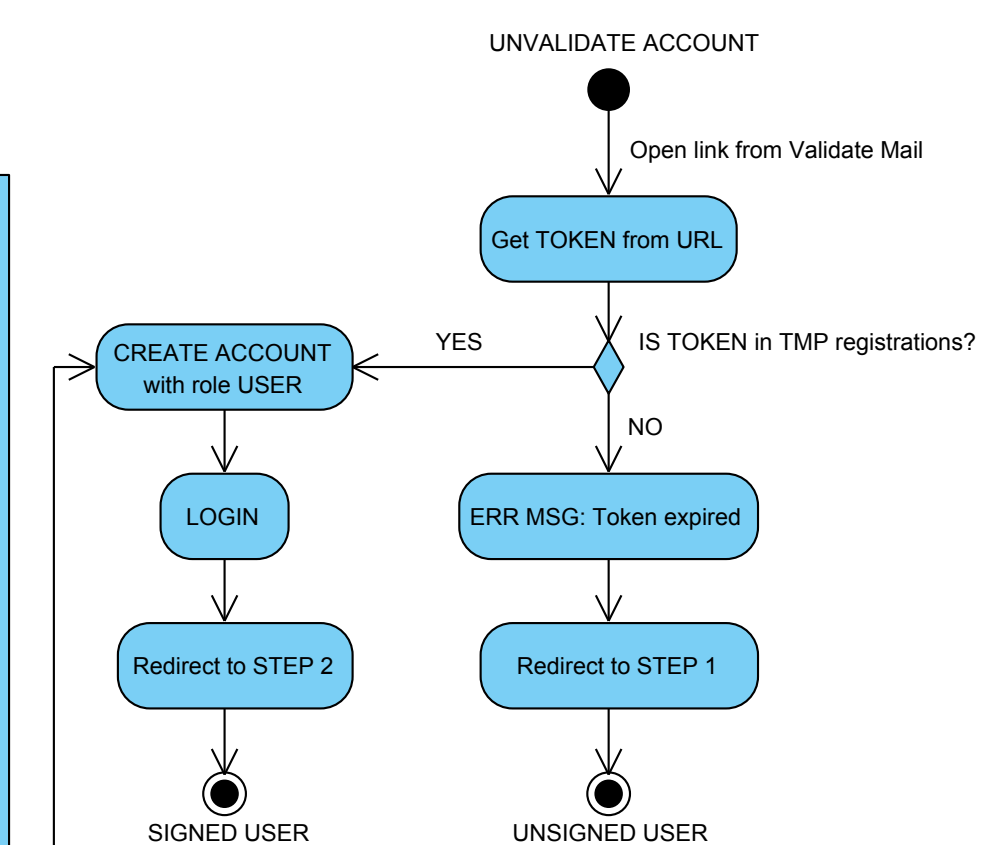 UNVALIDATE ACCOUNT
Open link from Validate Mail
Get TOKEN from URL
IS TOKEN in TMP registrations?
YES
CREATE ACCOUNT
with role USER
NO
LOGIN
ERR MSG: Token expired
Redirect to STEP 2
Redirect to STEP 1
SIGNED USER
UNSIGNED USER